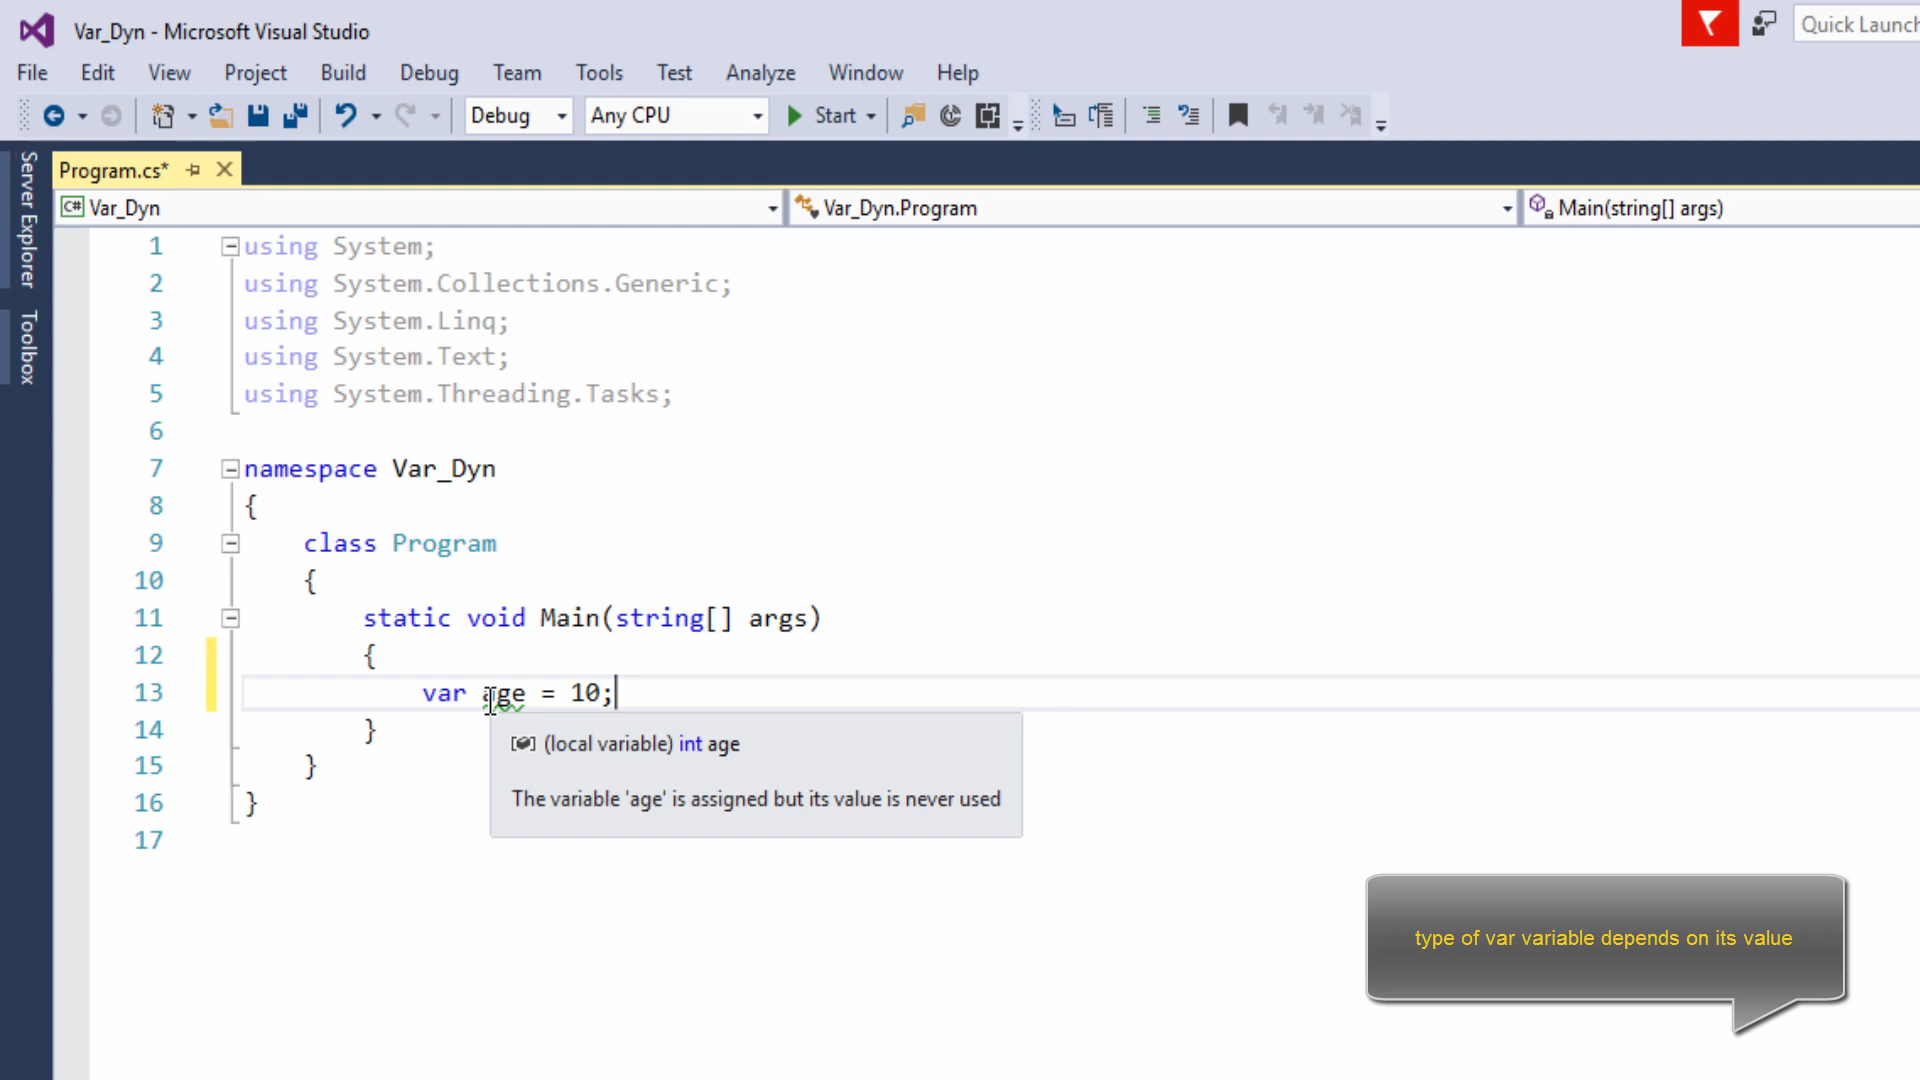 Var_Dyn - Microsoft Visual Studio
Quick Launch
File Edit View Project Build Debug Team Tools Test Analyze Window Help
Debug Any CPU Start
Server Explorer
Toolbox
Program.cs*
C# Var_Dyn Var_Dyn.Program Main(string[] args)
1 using System;
2 using System.Collections.Generic;
3 using System.Linq;
4 using System.Text;
5 using System.Threading.Tasks;
6
7 namespace Var_Dyn
8 {
9 class Program
10 {
11 static void Main(string[] args)
12 {
13 var age = 10;
14 }
15 }
16 }
17
(local variable) int age
The variable 'age' is assigned but its value is never used
type of var variable depends on its value